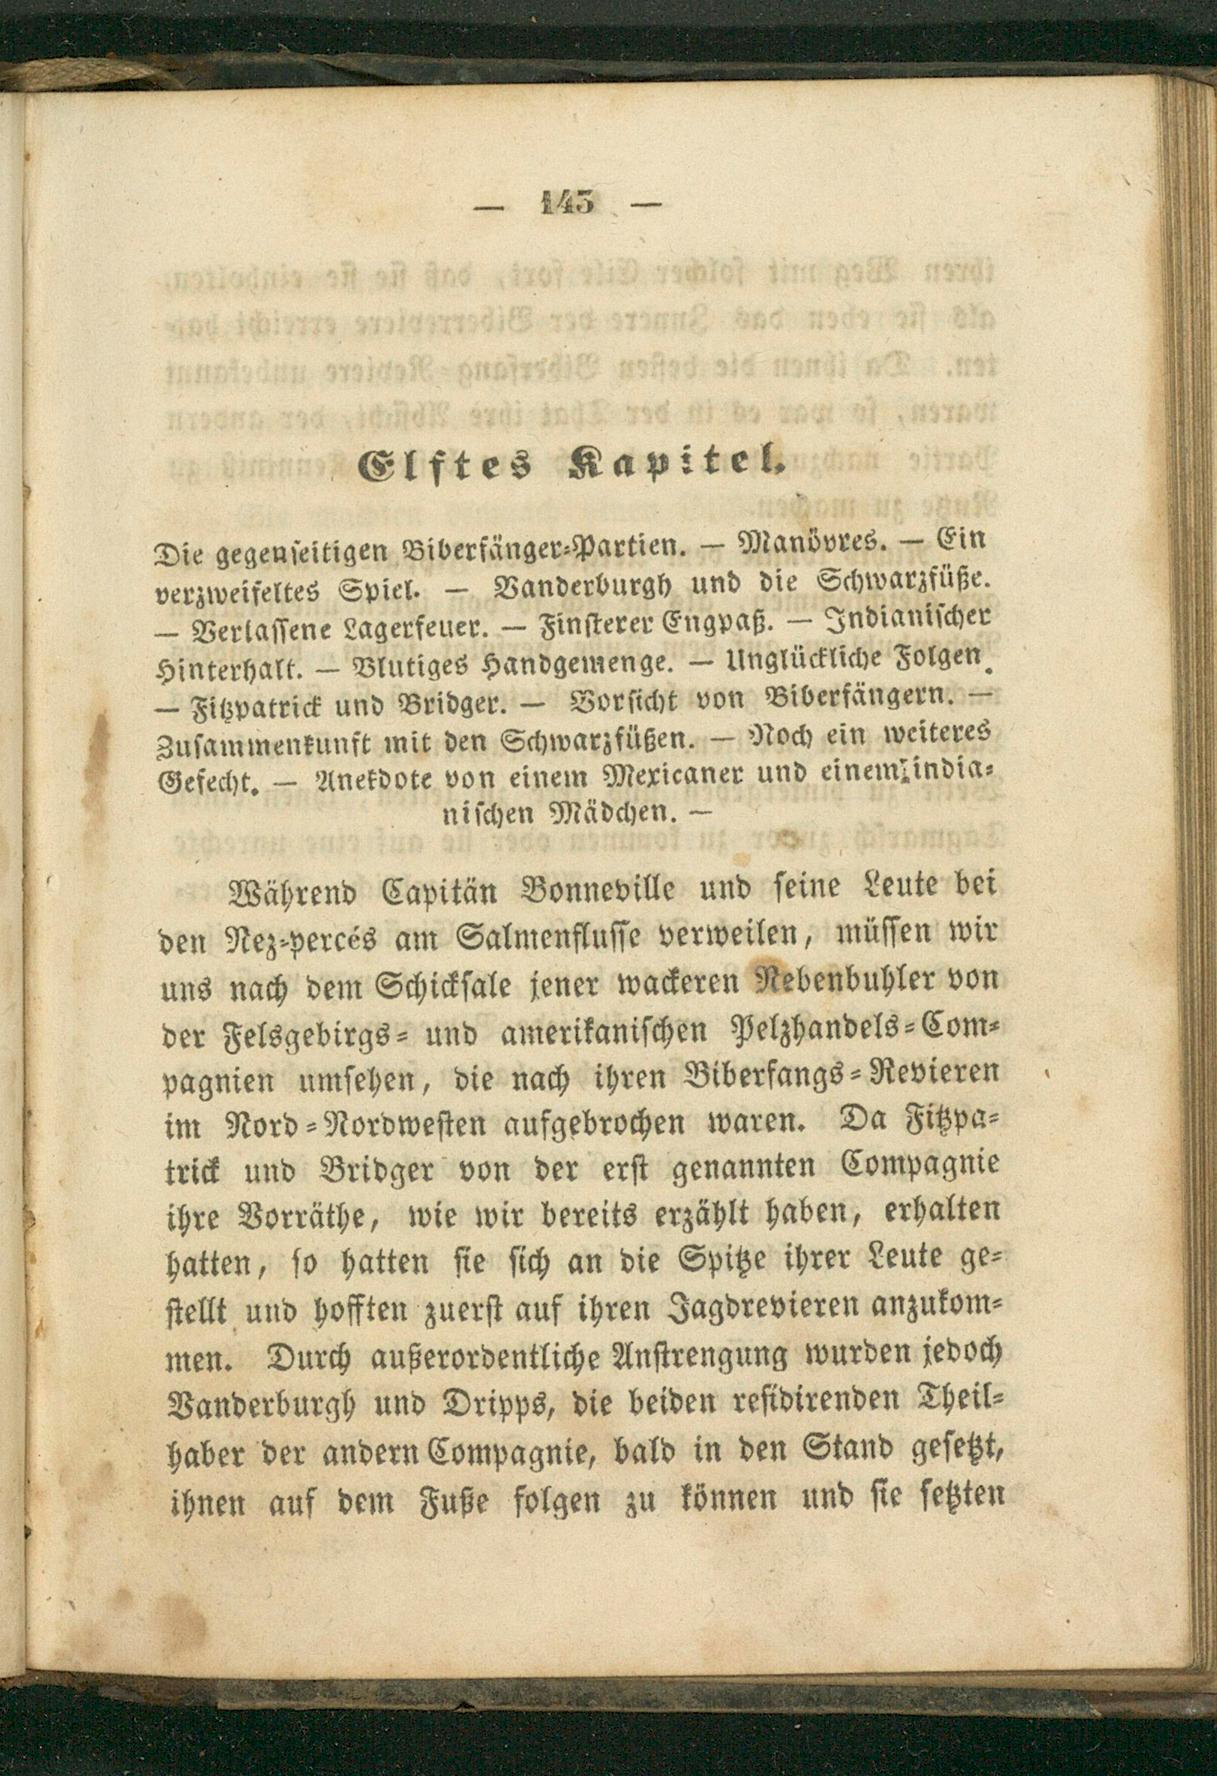 — 143 —
Elftes Kapitel.
Die gegenseitigen Biberfänger-Partien. — Manövres. — Ein
verzweifeltes Spiel. — Vanderburgh und die Schwarzfüße.
— Verlassene Lagerfeuer. — Finsterer Engpaß. — Indianischer
Hinterhalt. — Blutiges Handgemenge. — Unglückliche Folgen.
— Fitzpatrick und Bridger. — Vorsicht von Biberfängern. —
Zusammenkunft mit den Schwarzfüßen. — Noch ein weiteres
Gefecht. — Anekdote von einem Mexicaner und einem india-
nischen Mädchen. —
Während Capitän Bonneville und seine Leute bei
den Nez-percés am Salmenflusse verweilen, müssen wir
uns nach dem Schicksale jener wackeren Nebenbuhler von
der Felsgebirgs- und amerikanischen Pelzhandels-Com-
pagnien umsehen, die nach ihren Biberfangs-Revieren
im Nord-Nordwesten aufgebrochen waren. Da Fitzpa-
trick und Bridger von der erst genannten Compagnie
ihre Vorräthe, wie wir bereits erzählt haben, erhalten
hatten, so hatten sie sich an die Spitze ihrer Leute ge-
stellt und hofften zuerst auf ihren Jagdrevieren anzukom-
men. Durch außerordentliche Anstrengung wurden jedoch
Vanderburgh und Dripps, die beiden residirenden Theil-
haber der andern Compagnie, bald in den Stand gesetzt,
ihnen auf dem Fuße folgen zu können und sie setzten